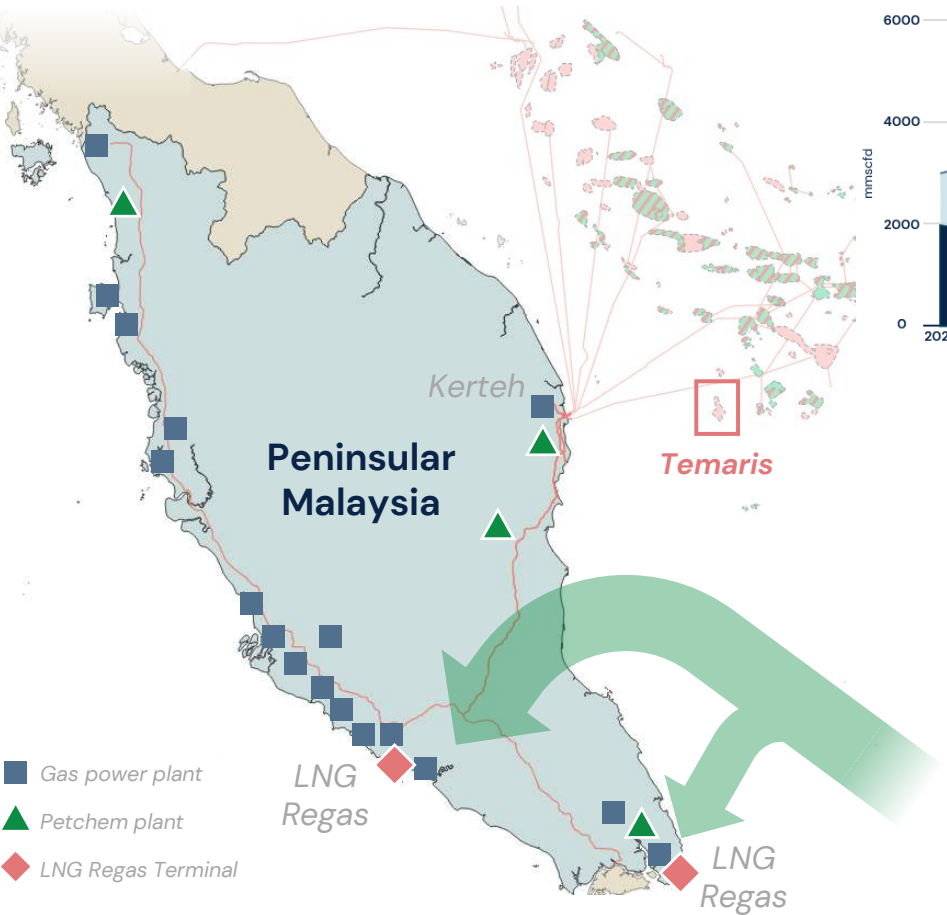 6000
4000
mmscfd
2000
0
202
Kerteh
Peninsular
Malaysia
Temaris
Gas power plant
Petchem plant
LNG Regas Terminal
LNG
Regas
LNG
Regas